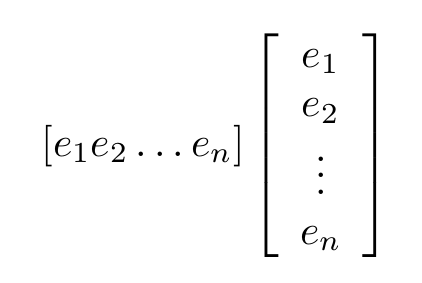 [e₁e₂ … eₙ] [ e₁
e₂
⋮
eₙ ]